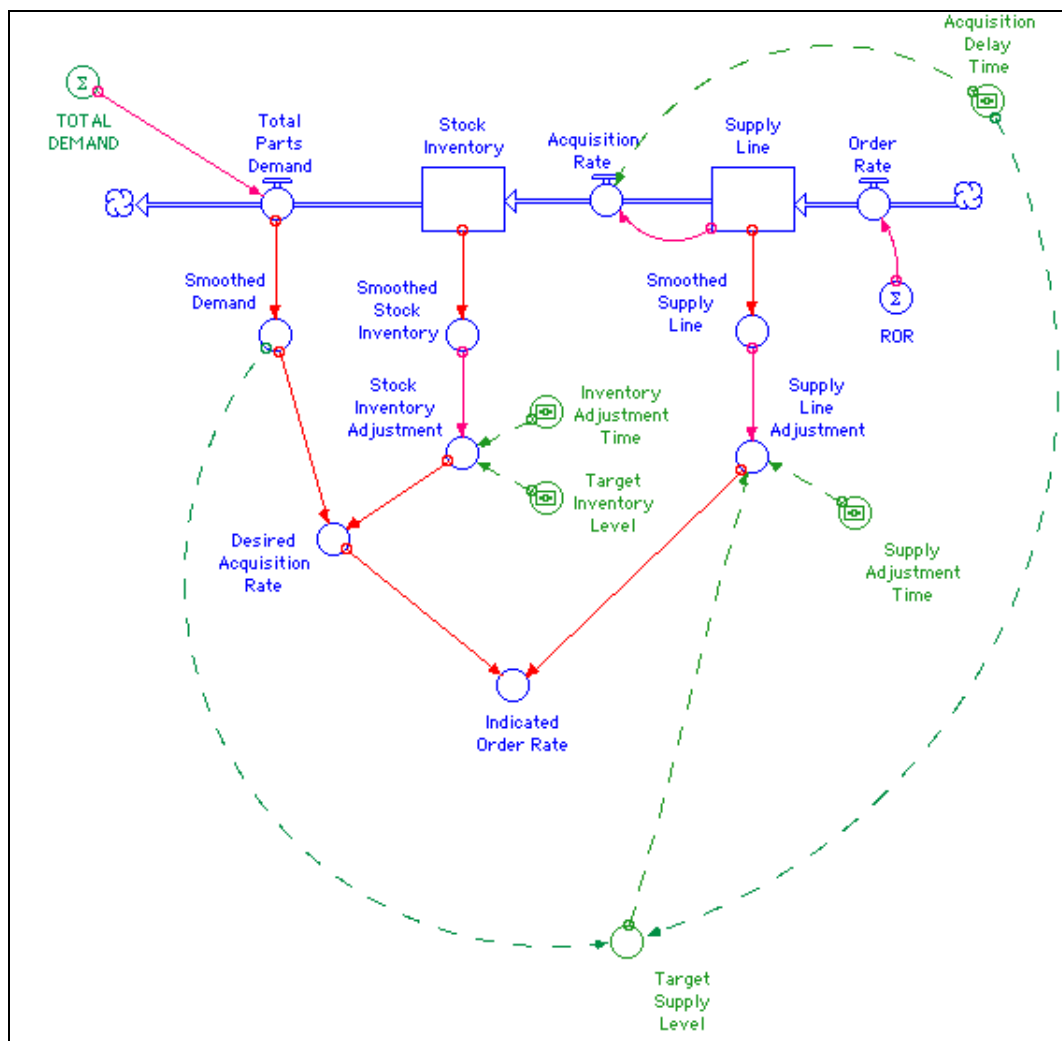 Acquisition
Delay
Time
Σ
TOTAL
DEMAND
Total
Parts
Demand
Stock
Inventory
Acquisition
Rate
Supply
Line
Order
Rate
Smoothed
Demand
Smoothed
Stock
Inventory
Smoothed
Supply
Line
Σ
ROR
Stock
Inventory
Adjustment
Inventory
Adjustment
Time
Supply
Line
Adjustment
Target
Inventory
Level
Desired
Acquisition
Rate
Supply
Adjustment
Time
Indicated
Order Rate
Target
Supply
Level